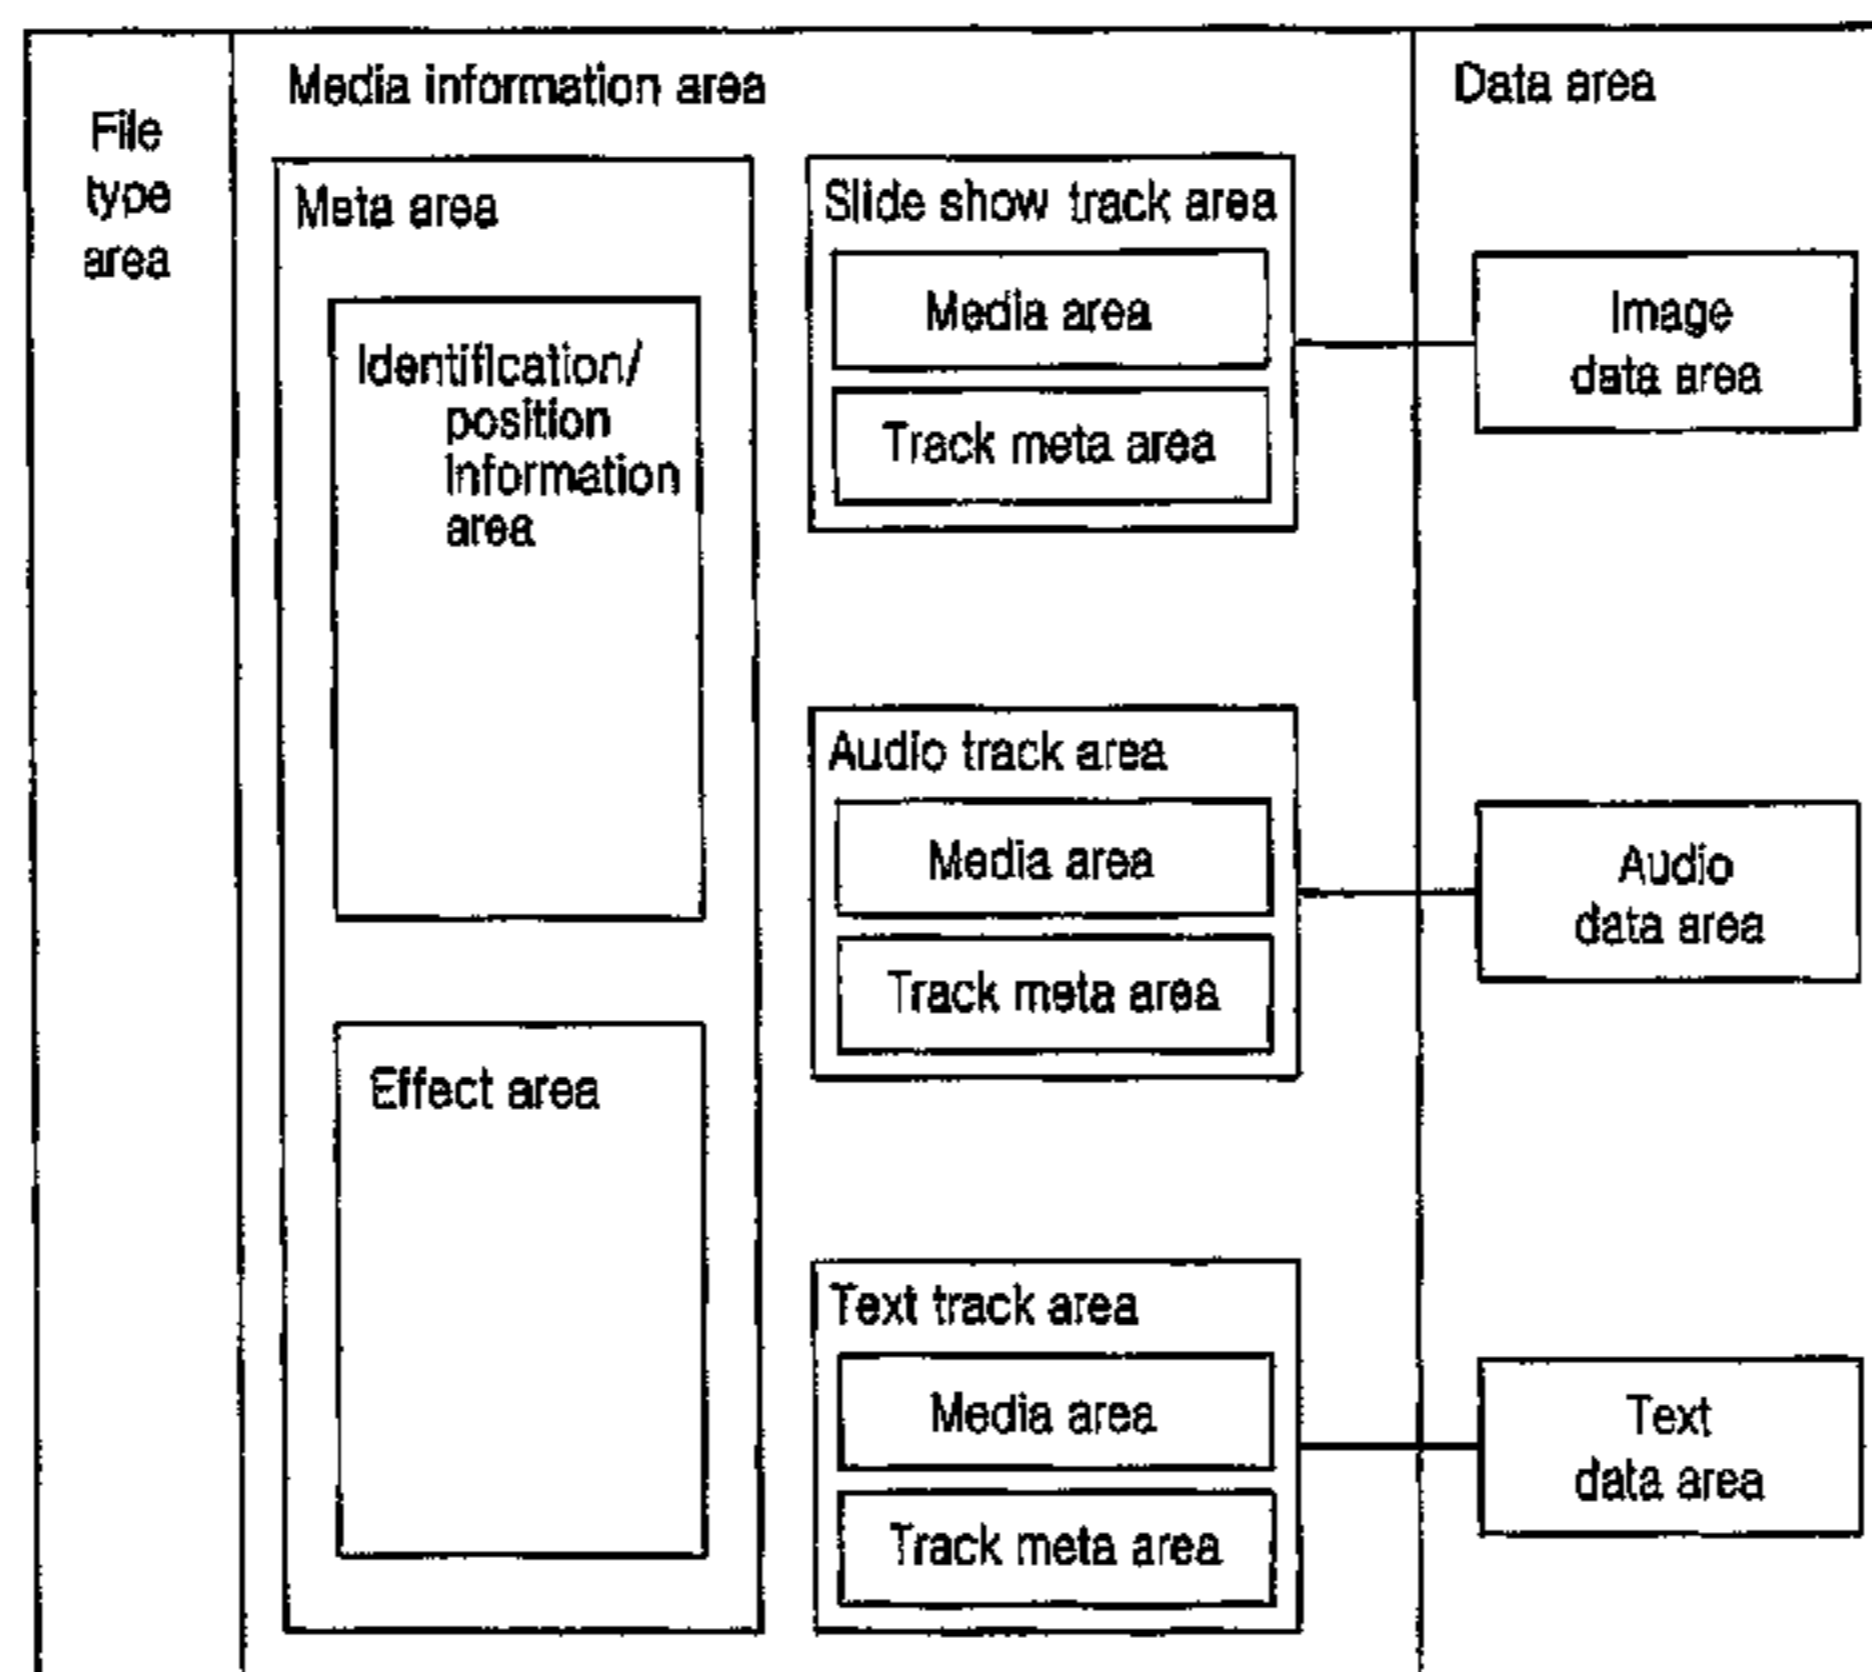 File
type
area
Media information area
Meta area
Identification/
position
Information
area
Effect area
Slide show track area
Media area
Track meta area
Audio track area
Media area
Track meta area
Text track area
Media area
Track meta area
Data area
Image
data area
Audio
data area
Text
data area